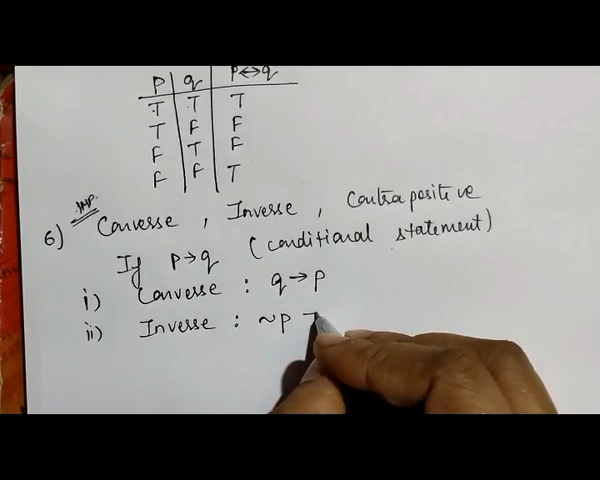 P q P↔q
T T T
T F F
F T F
F F T
Imp
6) Converse , Inverse , Contrapositive
If p→q (conditional statement)
i) Converse : q→p
ii) Inverse : ~p